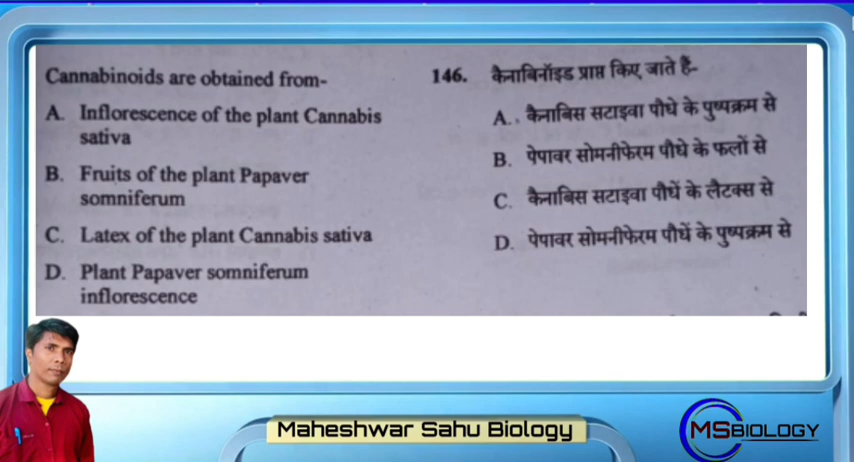 Cannabinoids are obtained from-
A. Inflorescence of the plant Cannabis
sativa
B. Fruits of the plant Papaver
somniferum
C. Latex of the plant Cannabis sativa
D. Plant Papaver somniferum
inflorescence
146. कैनाबिनॉइड प्राप्त किए जाते हैं-
A. कैनाबिस सटाइवा पौधे के पुष्पक्रम से
B. पेपावर सोमनीफेरम पौधे के फलों से
C. कैनाबिस सटाइवा पौधें के लैटक्स से
D. पेपावर सोमनीफेरम पौधें के पुष्पक्रम से
Maheshwar Sahu Biology
MSBIOLOGY